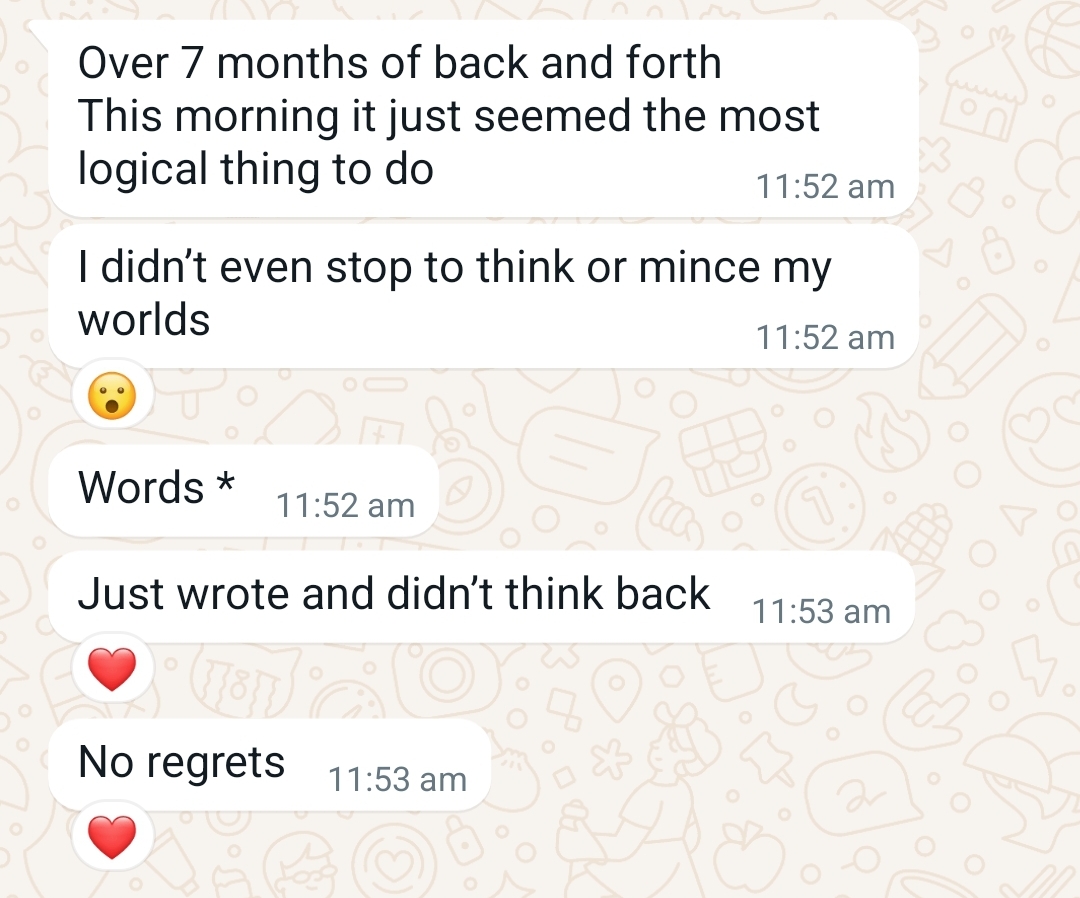 Over 7 months of back and forth
This morning it just seemed the most
logical thing to do
11:52 am
I didn’t even stop to think or mince my
worlds
11:52 am
Words *
11:52 am
Just wrote and didn’t think back
11:53 am
No regrets
11:53 am